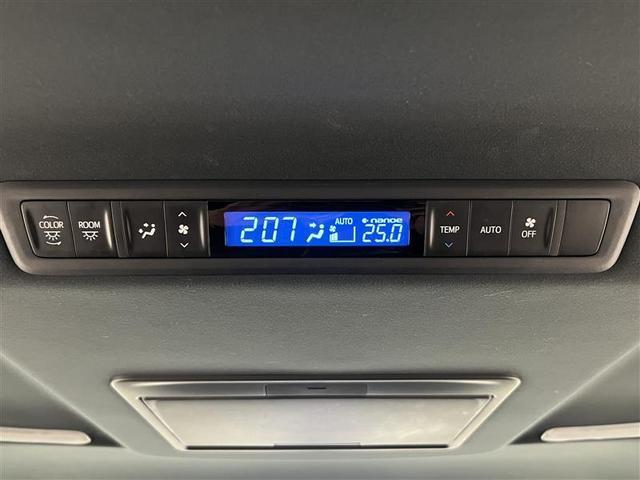 COLOR
ROOM
207
AUTO
nanoe
25.0
TEMP
AUTO
OFF